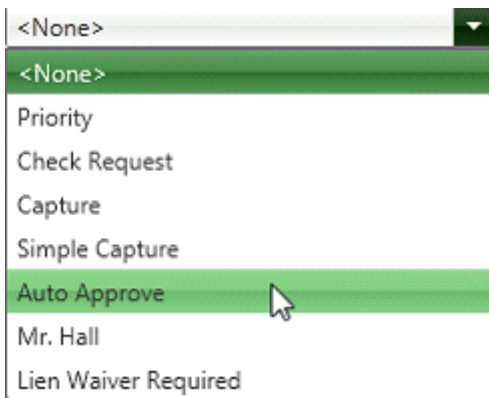 <None>
<None>
Priority
Check Request
Capture
Simple Capture
Auto Approve
Mr. Hall
Lien Waiver Required